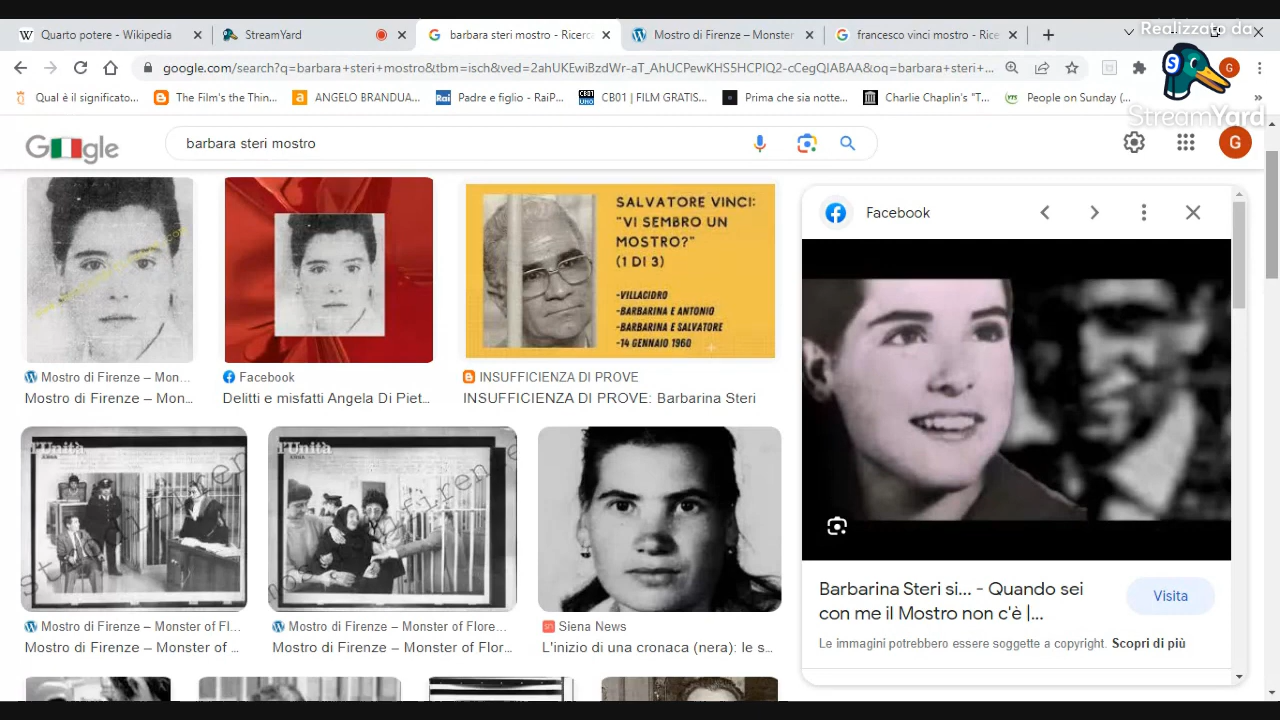 Realizzato da
Quarto potere - Wikipedia
StreamYard
barbara steri mostro - Ricerca
Mostro di Firenze – Monster
francesco vinci mostro - Rice
google.com/search?q=barbara+steri+mostro&tbm=isch&ved=2ahUKEwiBzdWr-aT_AhUCPewKHS5HCPIQ2-cCegQIABAA&oq=barbara+steri+...
Qual è il significato...
The Film's the Thin...
ANGELO BRANDUA...
Padre e figlio - RaiP...
CB01 | FILM GRATIS...
Prima che sia notte...
Charlie Chaplin's "T...
People on Sunday (...
StreamYard
Google
barbara steri mostro
G
SALVATORE VINCI:
"VI SEMBRO UN
MOSTRO?"
(1 DI 3)
-VILLACIDRO
-BARBARINA E ANTONIO
-BARBARINA E SALVATORE
-14 GENNAIO 1960
Facebook
Mostro di Firenze – Mon...
Mostro di Firenze – Mon...
Facebook
Delitti e misfatti Angela Di Piet...
INSUFFICIENZA DI PROVE
INSUFFICIENZA DI PROVE: Barbarina Steri
l'Unità
l'Unità
Mostro di Firenze – Monster of Fl...
Mostro di Firenze – Monster of ...
Mostro di Firenze – Monster of Flore...
Mostro di Firenze – Monster of Flor...
Siena News
L'inizio di una cronaca (nera): le s...
Barbarina Steri si... - Quando sei
con me il Mostro non c'è |...
Visita
Le immagini potrebbero essere soggette a copyright. Scopri di più